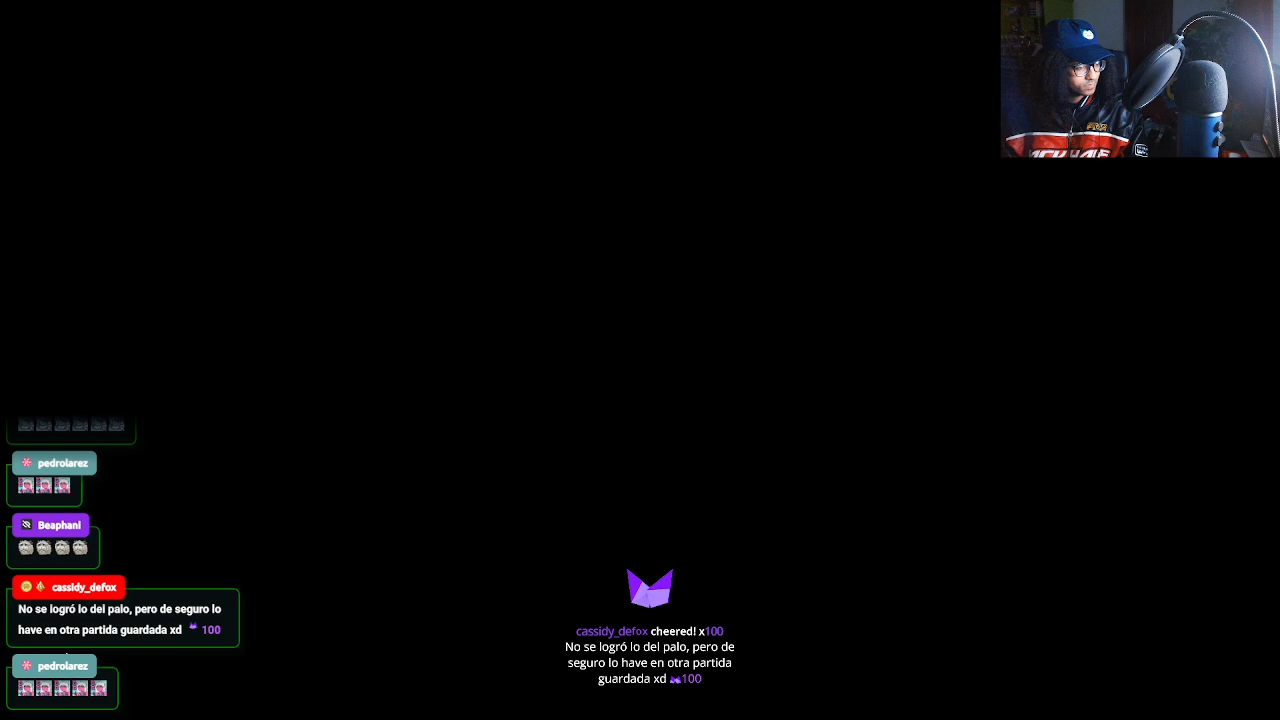 pedrolarez
Beaphani
cassidy_defox
No se logró lo del palo, pero de seguro lo
have en otra partida guardada xd 100
pedrolarez
cassidy_defox cheered! x100
No se logró lo del palo, pero de
seguro lo have en otra partida
guardada xd 100